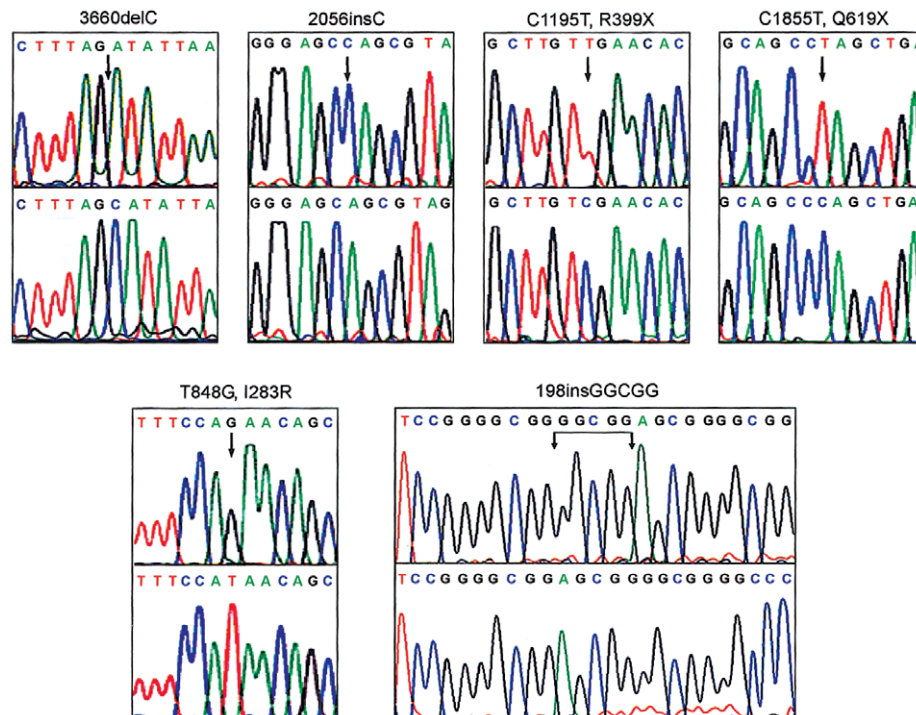 3660delC
2056insC
C1195T, R399X
C1855T, Q619X
C T T T A G A T A T T A A
G G G A G C C A G C G T A
G C T T G T T G A A C A C
G C A G C C T A G C T G A
C T T T A G C A T A T T A
G G G A G C A G C G T A G
G C T T G T C G A A C A C
G C A G C C C A G C T G A
T848G, I283R
198insGGCGG
T T T C C A G A A C A G C
T C C G G G G C G G G G C G G A G C G G G G C G G
T T T C C A T A A C A G C
T C C G G G G C G G A G C G G G G C G G G G C C C